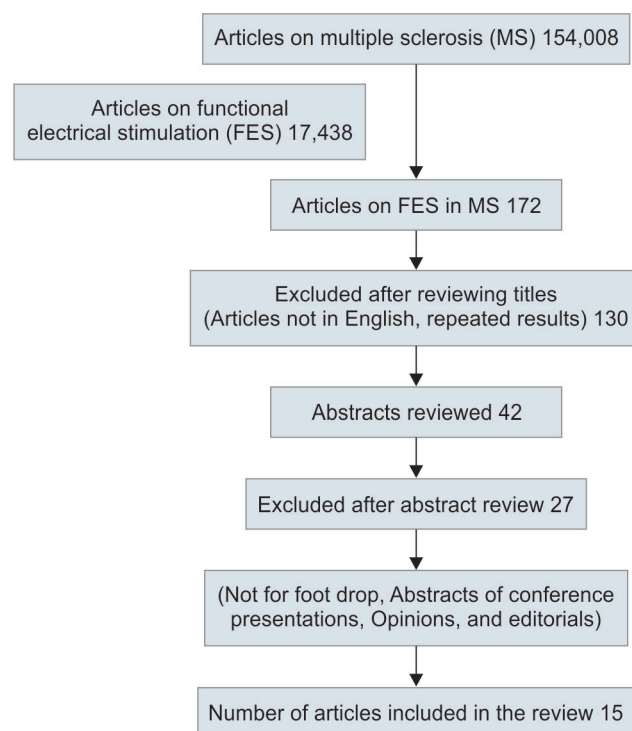 Articles on multiple sclerosis (MS) 154,008
Articles on functional
electrical stimulation (FES) 17,438
Articles on FES in MS 172
Excluded after reviewing titles
(Articles not in English, repeated results) 130
Abstracts reviewed 42
Excluded after abstract review 27
(Not for foot drop, Abstracts of conference
presentations, Opinions, and editorials)
Number of articles included in the review 15